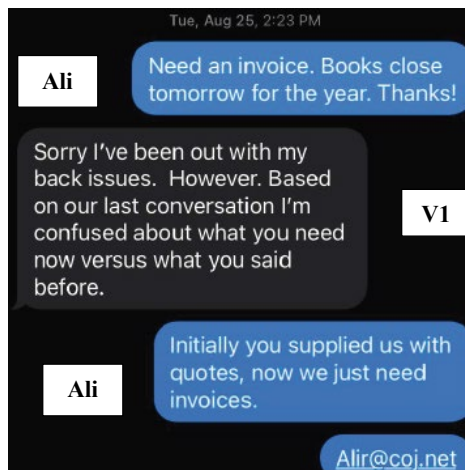 Tue, Aug 25, 2:23 PM
Ali
Need an invoice. Books close
tomorrow for the year. Thanks!
Sorry I've been out with my
back issues.  However. Based
on our last conversation I'm
confused about what you need
now versus what you said
before.
V1
Initially you supplied us with
quotes, now we just need
invoices.
Ali
Alir@coj.net